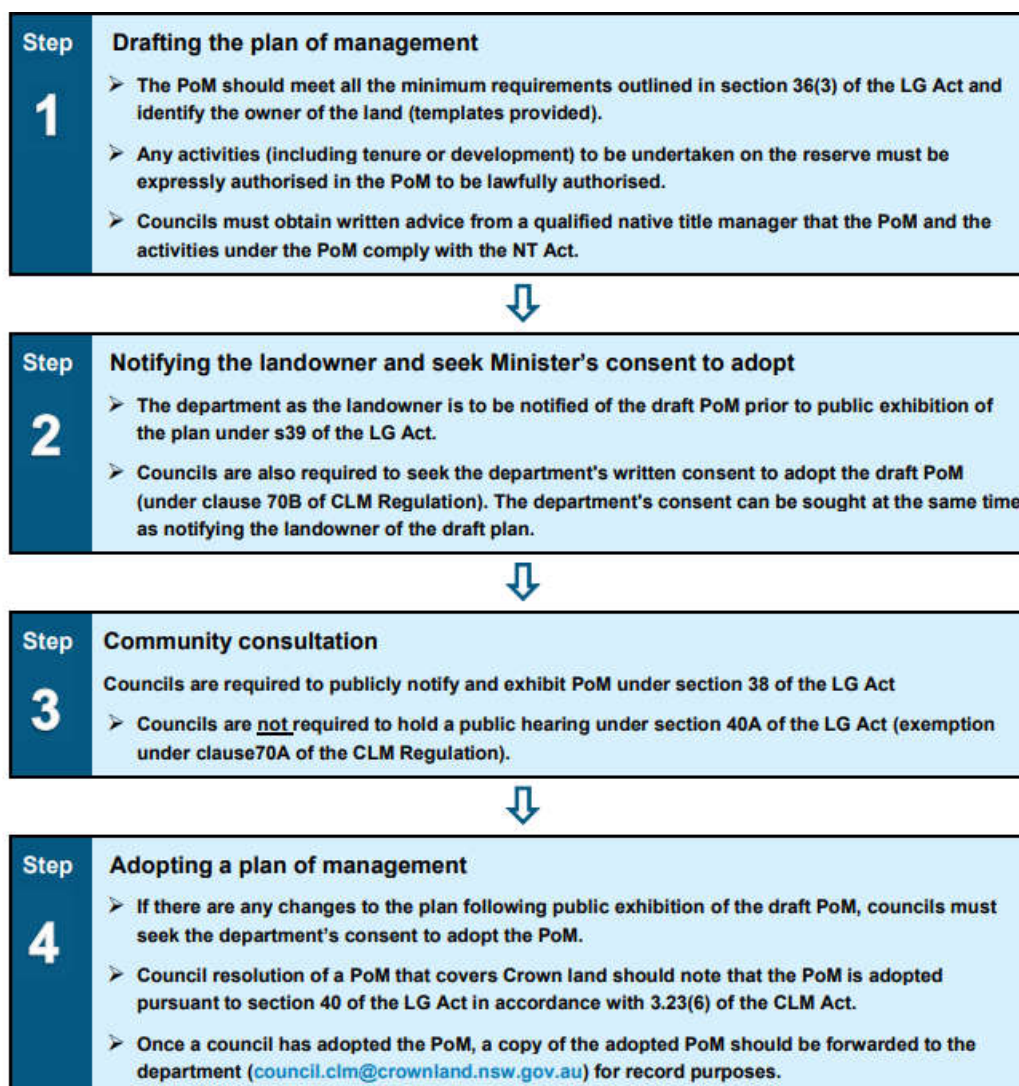 Step
1
Drafting the plan of management
➢ The PoM should meet all the minimum requirements outlined in section 36(3) of the LG Act and
identify the owner of the land (templates provided).
➢ Any activities (including tenure or development) to be undertaken on the reserve must be
expressly authorised in the PoM to be lawfully authorised.
➢ Councils must obtain written advice from a qualified native title manager that the PoM and the
activities under the PoM comply with the NT Act.
Step
2
Notifying the landowner and seek Minister's consent to adopt
➢ The department as the landowner is to be notified of the draft PoM prior to public exhibition of
the plan under s39 of the LG Act.
➢ Councils are also required to seek the department's written consent to adopt the draft PoM
(under clause 70B of CLM Regulation). The department's consent can be sought at the same time
as notifying the landowner of the draft plan.
Step
3
Community consultation
Councils are required to publicly notify and exhibit PoM under section 38 of the LG Act
➢ Councils are not required to hold a public hearing under section 40A of the LG Act (exemption
under clause70A of the CLM Regulation).
Step
4
Adopting a plan of management
➢ If there are any changes to the plan following public exhibition of the draft PoM, councils must
seek the department's consent to adopt the PoM.
➢ Council resolution of a PoM that covers Crown land should note that the PoM is adopted
pursuant to section 40 of the LG Act in accordance with 3.23(6) of the CLM Act.
➢ Once a council has adopted the PoM, a copy of the adopted PoM should be forwarded to the
department (council.clm@crownland.nsw.gov.au) for record purposes.